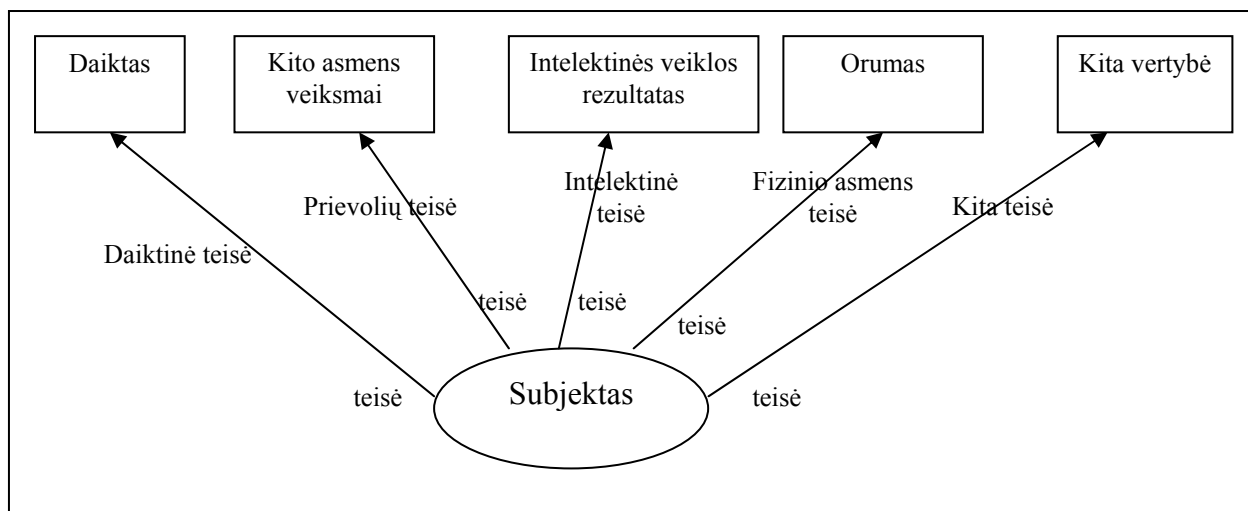 Daiktas
Kito asmens
veiksmai
Intelektinės veiklos
rezultatas
Orumas
Kita vertybė
Intelektinė
teisė
Fizinio asmens
teisė
Prievolių teisė
Kita teisė
Daiktinė teisė
teisė
teisė
teisė
teisė
Subjektas
teisė